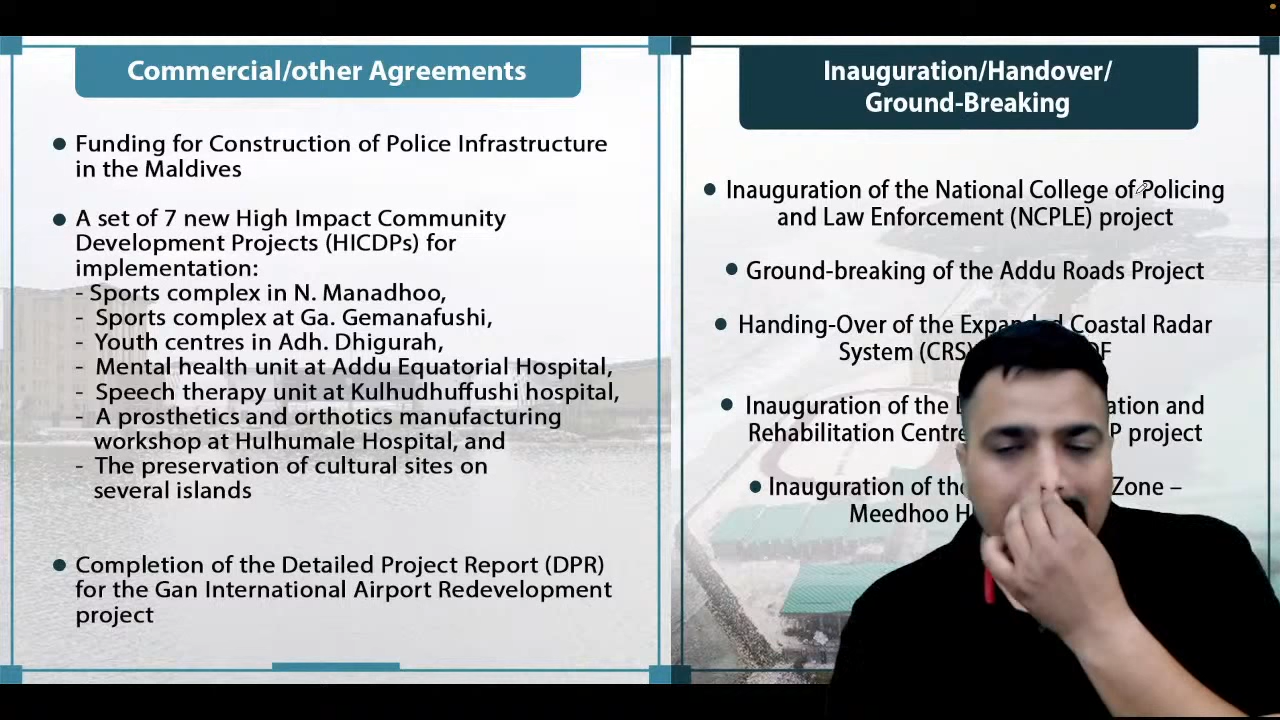 Commercial/other Agreements
● Funding for Construction of Police Infrastructure
in the Maldives
● A set of 7 new High Impact Community
Development Projects (HICDPs) for
implementation:
- Sports complex in N. Manadhoo,
- Sports complex at Ga. Gemanafushi,
- Youth centres in Adh. Dhigurah,
- Mental health unit at Addu Equatorial Hospital,
- Speech therapy unit at Kulhudhuffushi hospital,
- A prosthetics and orthotics manufacturing
workshop at Hulhumale Hospital, and
- The preservation of cultural sites on
several islands
● Completion of the Detailed Project Report (DPR)
for the Gan International Airport Redevelopment
project
Inauguration/Handover/
Ground-Breaking
● Inauguration of the National College of Policing
and Law Enforcement (NCPLE) project
● Ground-breaking of the Addu Roads Project
● Handing-Over of the Coastal Radar
System
● Inauguration of the and
Rehabilitation project
● Inauguration of Zone –
Meedhoo